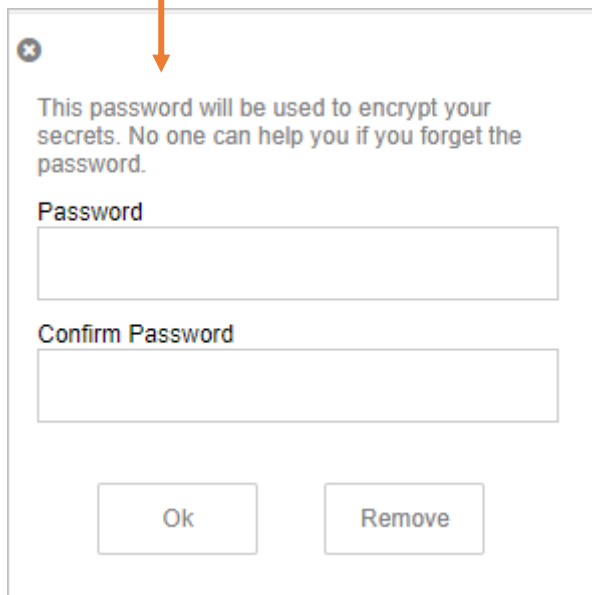 This password will be used to encrypt your
secrets. No one can help you if you forget the
password.
Password
Confirm Password
Ok
Remove